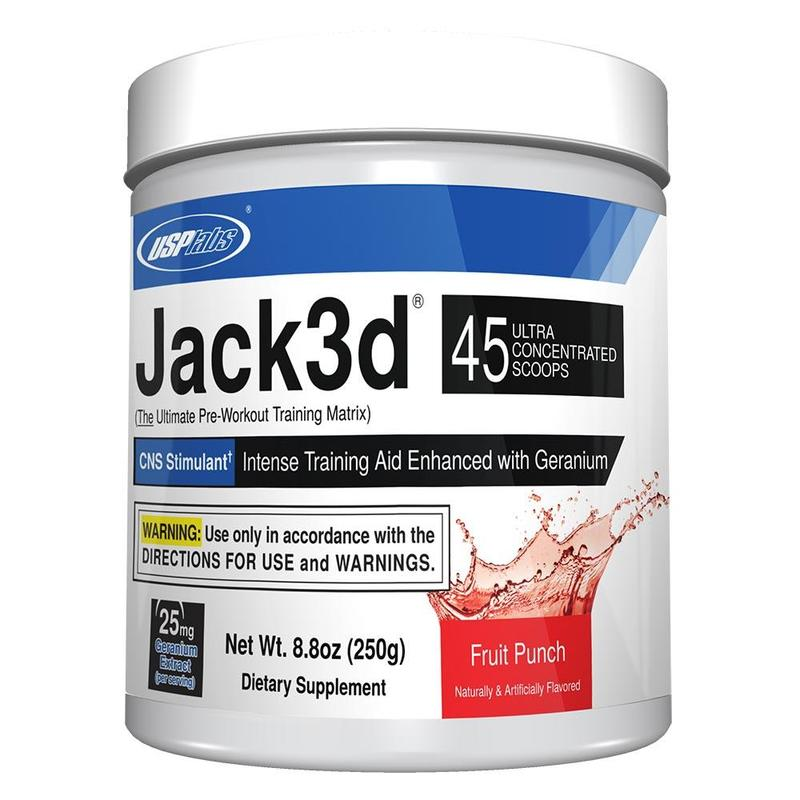 USPlabs®
Jack3d®
45 ULTRA
CONCENTRATED
SCOOPS
(The Ultimate Pre-Workout Training Matrix)
CNS Stimulant† Intense Training Aid Enhanced with Geranium
WARNING: Use only in accordance with the
DIRECTIONS FOR USE and WARNINGS.
25mg
Geranium
Extract
(per serving)
Net Wt. 8.8oz (250g)
Dietary Supplement
Fruit Punch
Naturally & Artificially Flavored